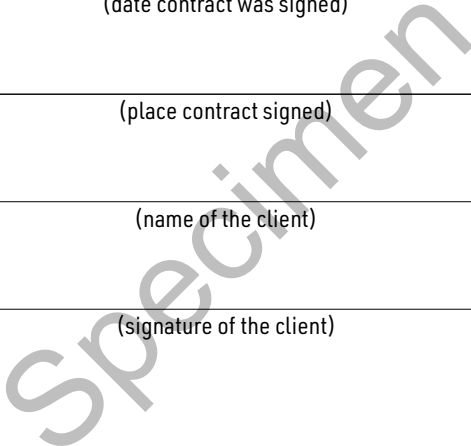 (date contract was signed)
(place contract signed)
(name of the client)
(signature of the client)
Specimen